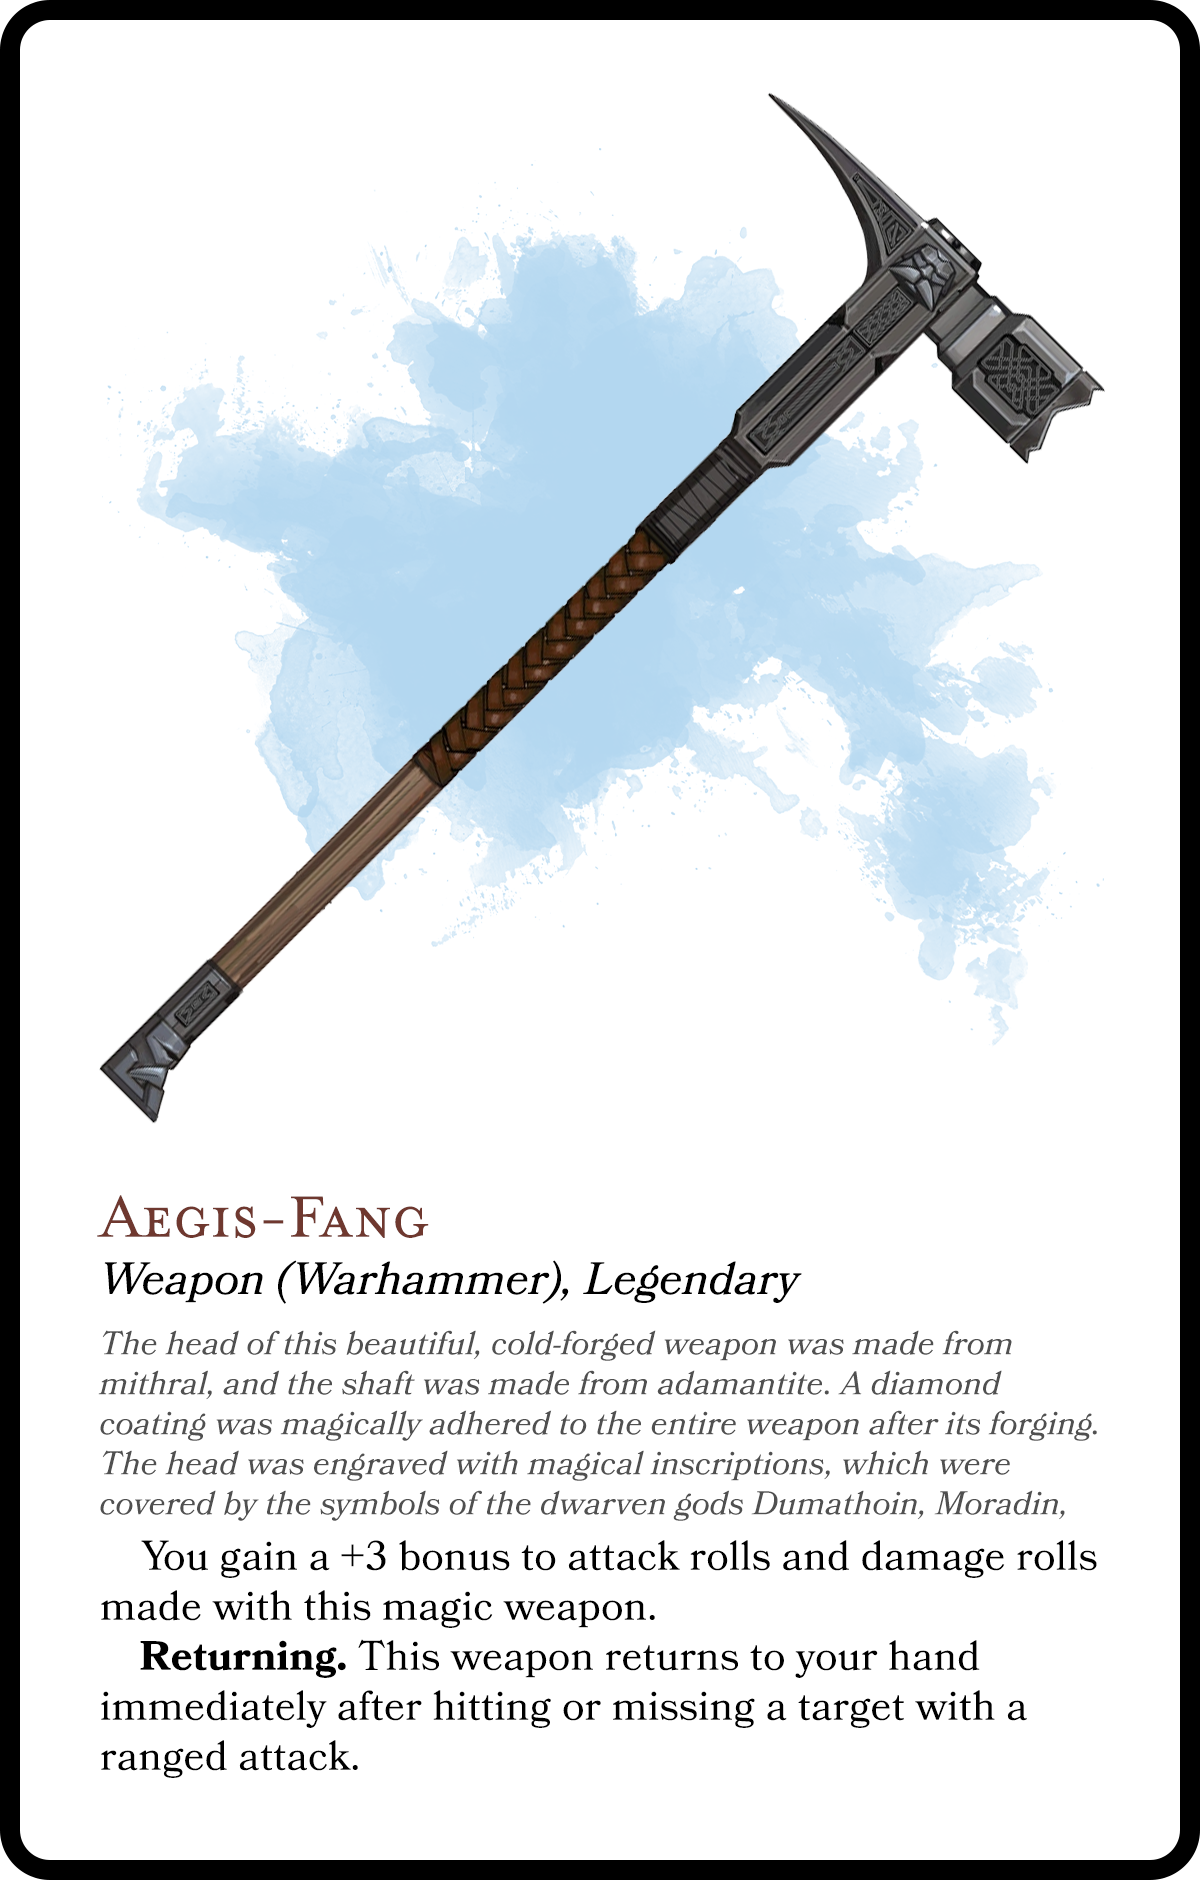 Aegis-Fang
Weapon (Warhammer), Legendary
The head of this beautiful, cold-forged weapon was made from
mithral, and the shaft was made from adamantite. A diamond
coating was magically adhered to the entire weapon after its forging.
The head was engraved with magical inscriptions, which were
covered by the symbols of the dwarven gods Dumathoin, Moradin,
You gain a +3 bonus to attack rolls and damage rolls
made with this magic weapon.
Returning. This weapon returns to your hand
immediately after hitting or missing a target with a
ranged attack.